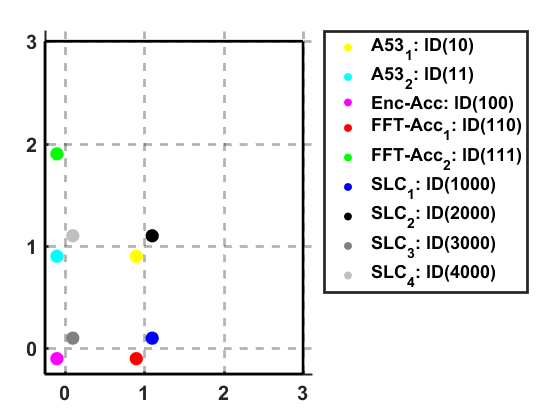 3
2
1
0
0 1 2 3
A53₁: ID(10)
A53₂: ID(11)
Enc-Acc: ID(100)
FFT-Acc₁: ID(110)
FFT-Acc₂: ID(111)
SLC₁: ID(1000)
SLC₂: ID(2000)
SLC₃: ID(3000)
SLC₄: ID(4000)